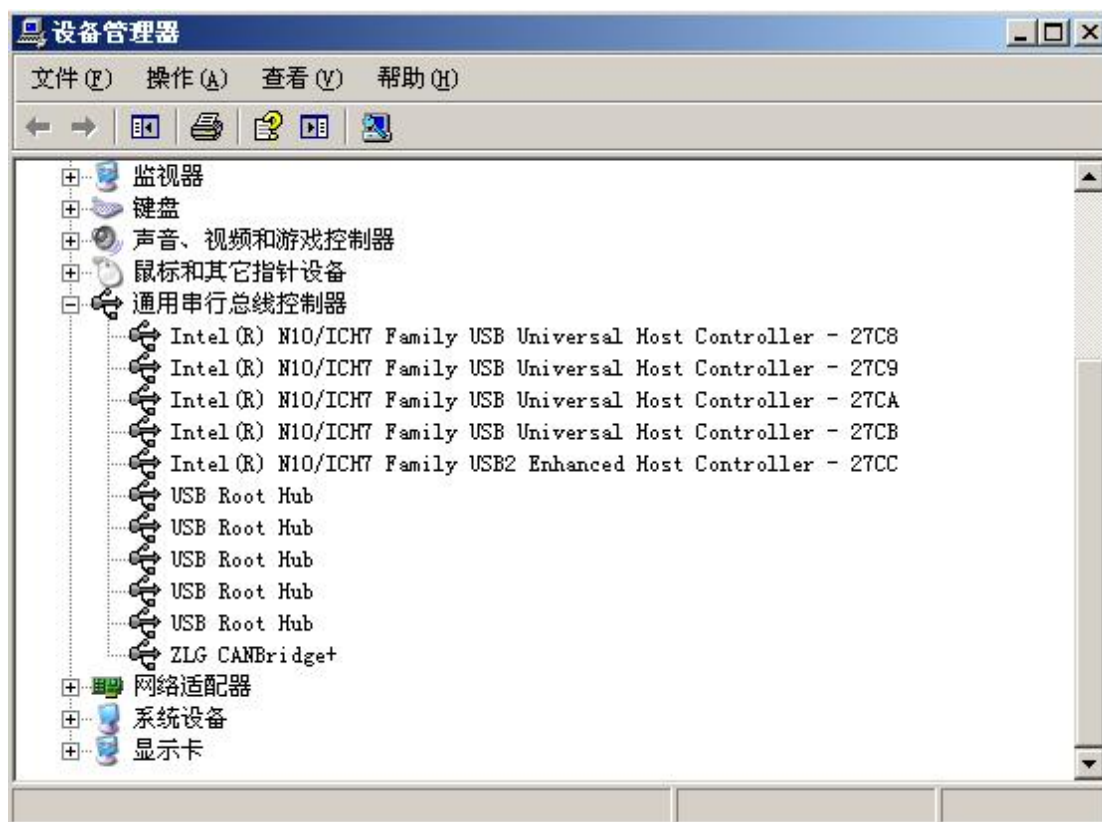 设备管理器
文件(F) 操作(A) 查看(V) 帮助(H)
监视器
键盘
声音、视频和游戏控制器
鼠标和其它指针设备
通用串行总线控制器
Intel(R) N10/ICH7 Family USB Universal Host Controller - 27C8
Intel(R) N10/ICH7 Family USB Universal Host Controller - 27C9
Intel(R) N10/ICH7 Family USB Universal Host Controller - 27CA
Intel(R) N10/ICH7 Family USB Universal Host Controller - 27CB
Intel(R) N10/ICH7 Family USB2 Enhanced Host Controller - 27CC
USB Root Hub
USB Root Hub
USB Root Hub
USB Root Hub
USB Root Hub
ZLG CANBridge+
网络适配器
系统设备
显示卡